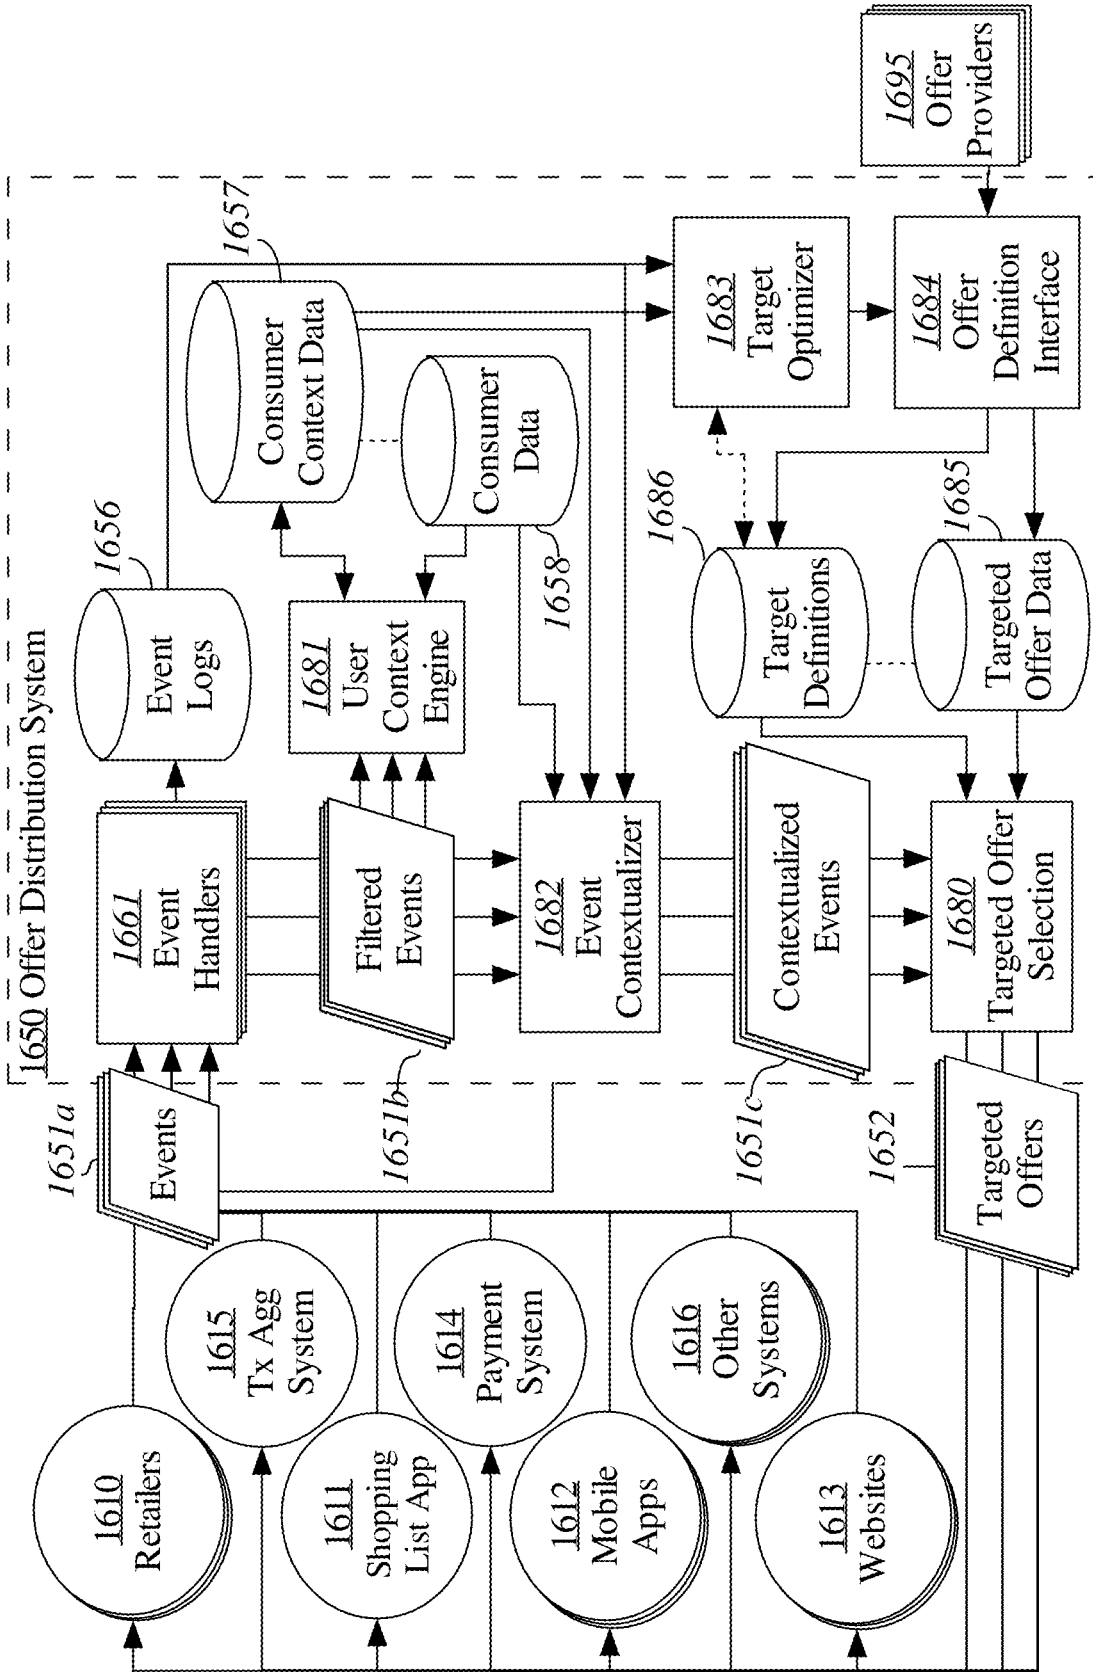 1650 Offer Distribution System
1610
Retailers
1615
Tx Agg
System
1611
Shopping
List App
1614
Payment
System
1612
Mobile
Apps
1616
Other
Systems
1613
Websites
1651a
Events
1661
Event
Handlers
1656
Event
Logs
1657
Consumer
Context Data
1651b
Filtered
Events
1681
User
Context
Engine
Consumer
Data
1658
1682
Event
Contextualizer
1651c
Contextualized
Events
1686
Target
Definitions
1683
Target
Optimizer
1652
Targeted
Offers
1680
Targeted Offer
Selection
1685
Targeted
Offer Data
1684
Offer
Definition
Interface
1695
Offer
Providers